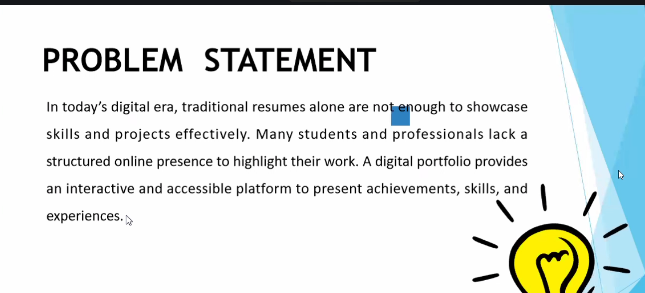 PROBLEM STATEMENT
In today's digital era, traditional resumes alone are not enough to showcase
skills and projects effectively. Many students and professionals lack a
structured online presence to highlight their work. A digital portfolio provides
an interactive and accessible platform to present achievements, skills, and
experiences.